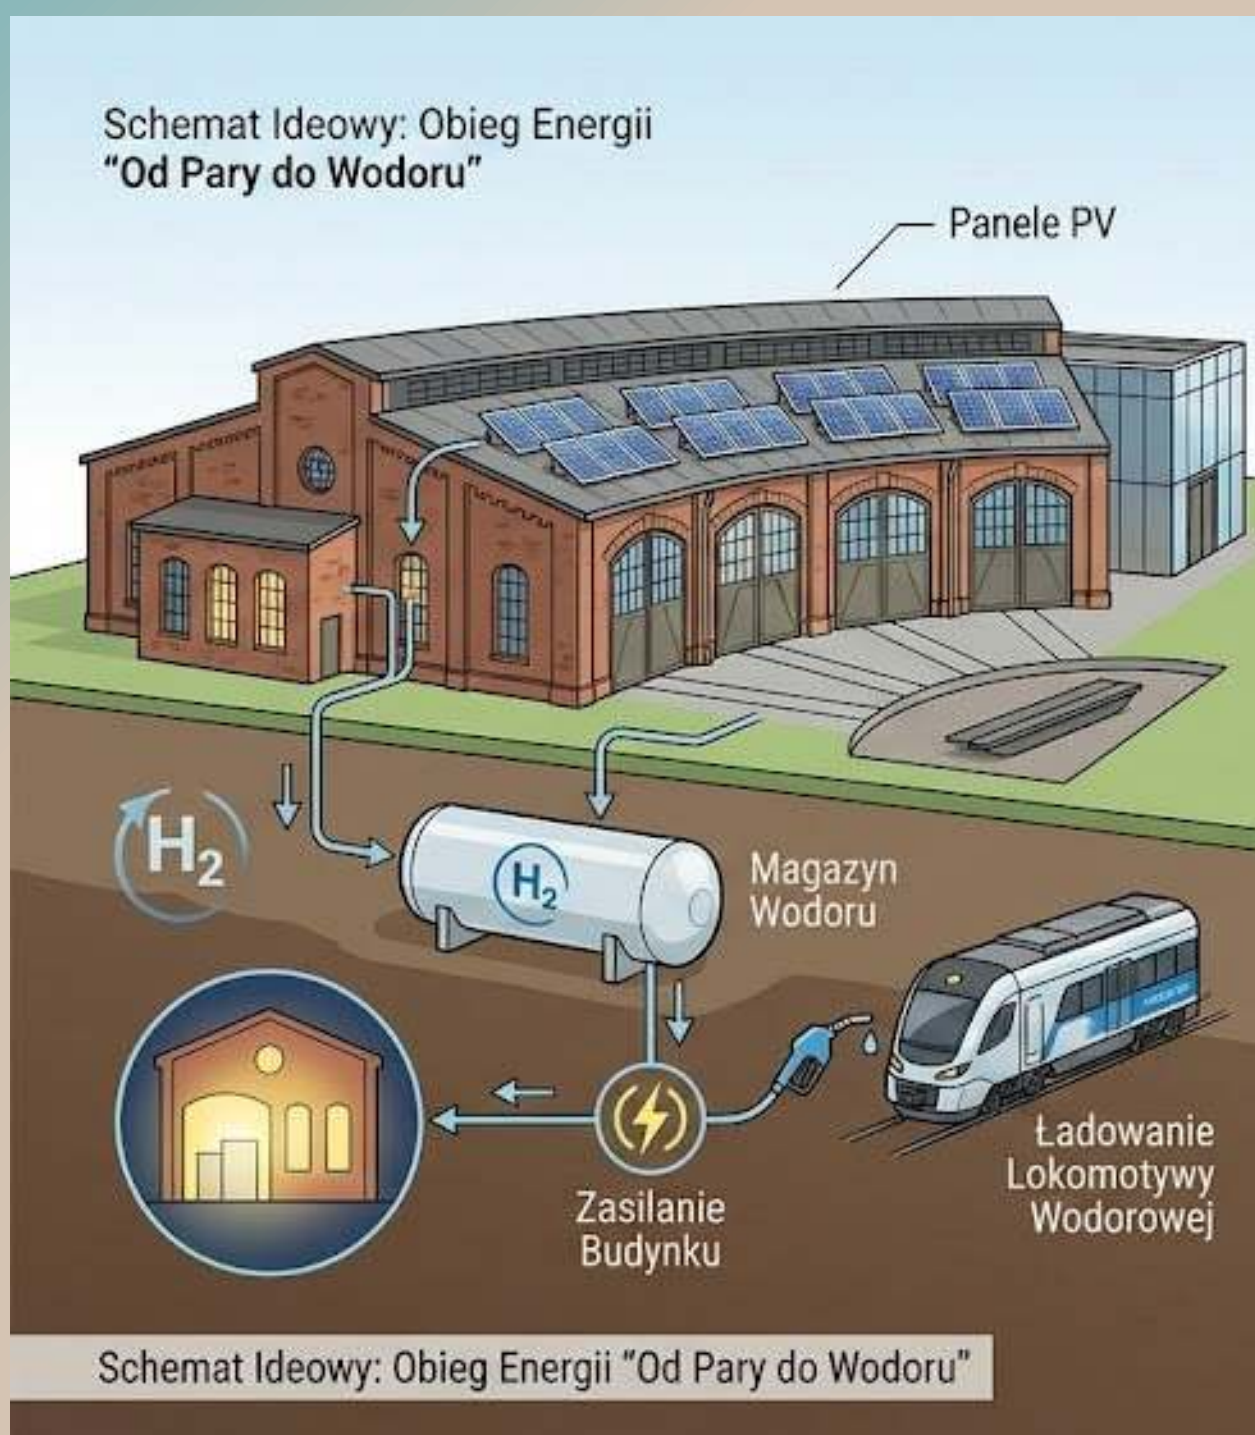 Schemat Ideowy: Obieg Energii
“Od Pary do Wodoru”
Panele PV
H₂
H₂
Magazyn
Wodoru
Zasilanie
Budynku
Ładowanie
Lokomotywy
Wodorowej
Schemat Ideowy: Obieg Energii “Od Pary do Wodoru”